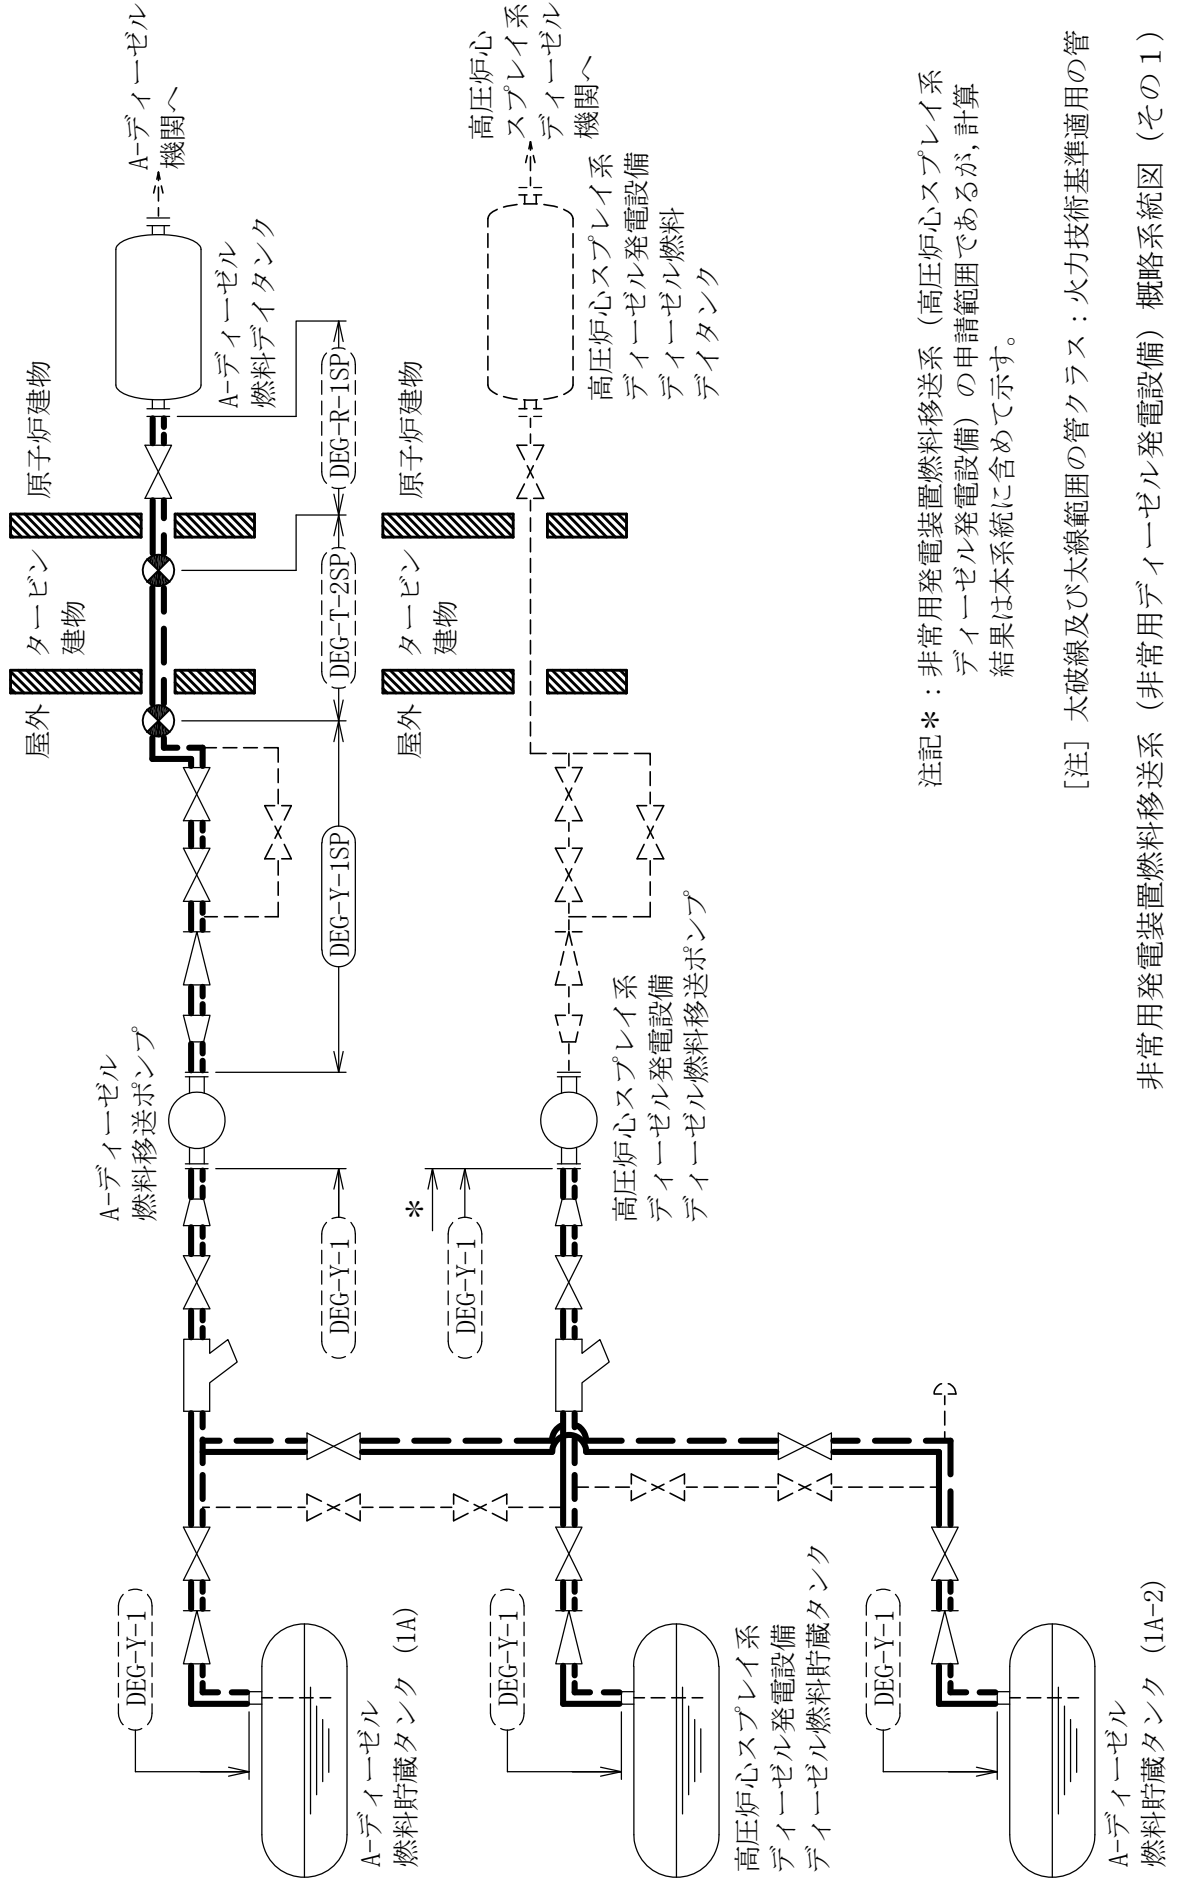 A-ディーゼル
機関へ
A-ディーゼル
燃料デイタンク
原子炉建物
タービン
建物
屋外
DEG-R-1SP
DEG-T-2SP
DEG-Y-1SP
A-ディーゼル
燃料移送ポンプ
DEG-Y-1
DEG-Y-1
A-ディーゼル
燃料貯蔵タンク (1A)
高圧炉心
スプレイ系
ディーゼル
機関へ
高圧炉心スプレイ系
ディーゼル発電設備
ディーゼル燃料
デイタンク
原子炉建物
タービン
建物
屋外
高圧炉心スプレイ系
ディーゼル発電設備
ディーゼル燃料移送ポンプ
*
DEG-Y-1
DEG-Y-1
高圧炉心スプレイ系
ディーゼル発電設備
ディーゼル燃料貯蔵タンク
DEG-Y-1
A-ディーゼル
燃料貯蔵タンク (1A-2)
注記*:非常用発電装置燃料移送系(高圧炉心スプレイ系
ディーゼル発電設備)の申請範囲であるが,計算
結果は本系統に含めて示す。
[注] 太破線及び太線範囲の管クラス:火力技術基準適用の管
非常用発電装置燃料移送系(非常用ディーゼル発電設備)概略系統図(その1)